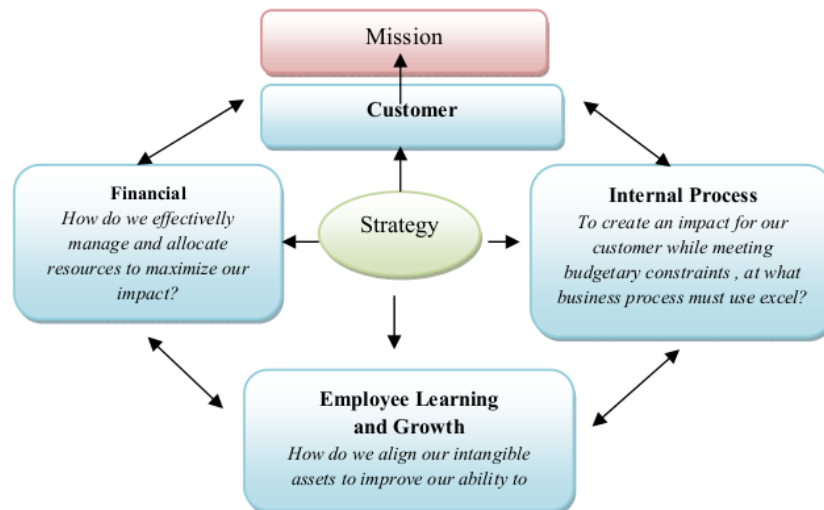 Mission
Customer
Financial
How do we effectivelly
manage and allocate
resources to maximize our
impact?
Strategy
Internal Process
To create an impact for our
customer while meeting
budgetary constraints , at what
business process must use excel?
Employee Learning
and Growth
How do we align our intangible
assets to improve our ability to